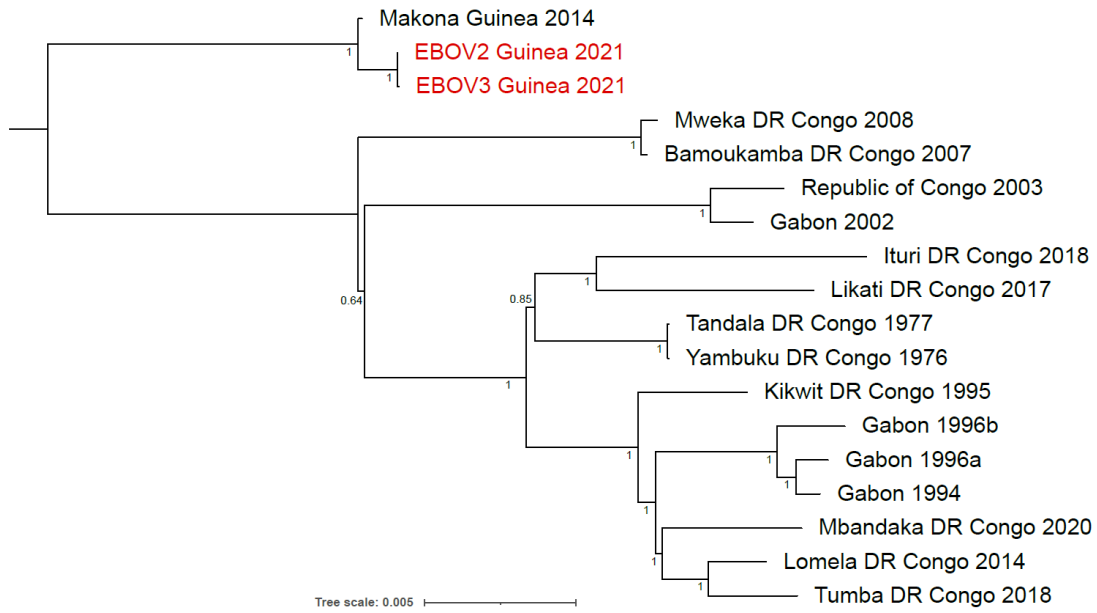 Makona Guinea 2014
1
EBOV2 Guinea 2021
1
EBOV3 Guinea 2021
Mweka DR Congo 2008
1
Bamoukamba DR Congo 2007
Republic of Congo 2003
1
Gabon 2002
Ituri DR Congo 2018
1
Likati DR Congo 2017
0.64
0.85
Tandala DR Congo 1977
1
Yambuku DR Congo 1976
1
Kikwit DR Congo 1995
1
Gabon 1996b
1
Gabon 1996a
1
Gabon 1994
1
Mbandaka DR Congo 2020
1
Lomela DR Congo 2014
1
Tumba DR Congo 2018
Tree scale: 0.005